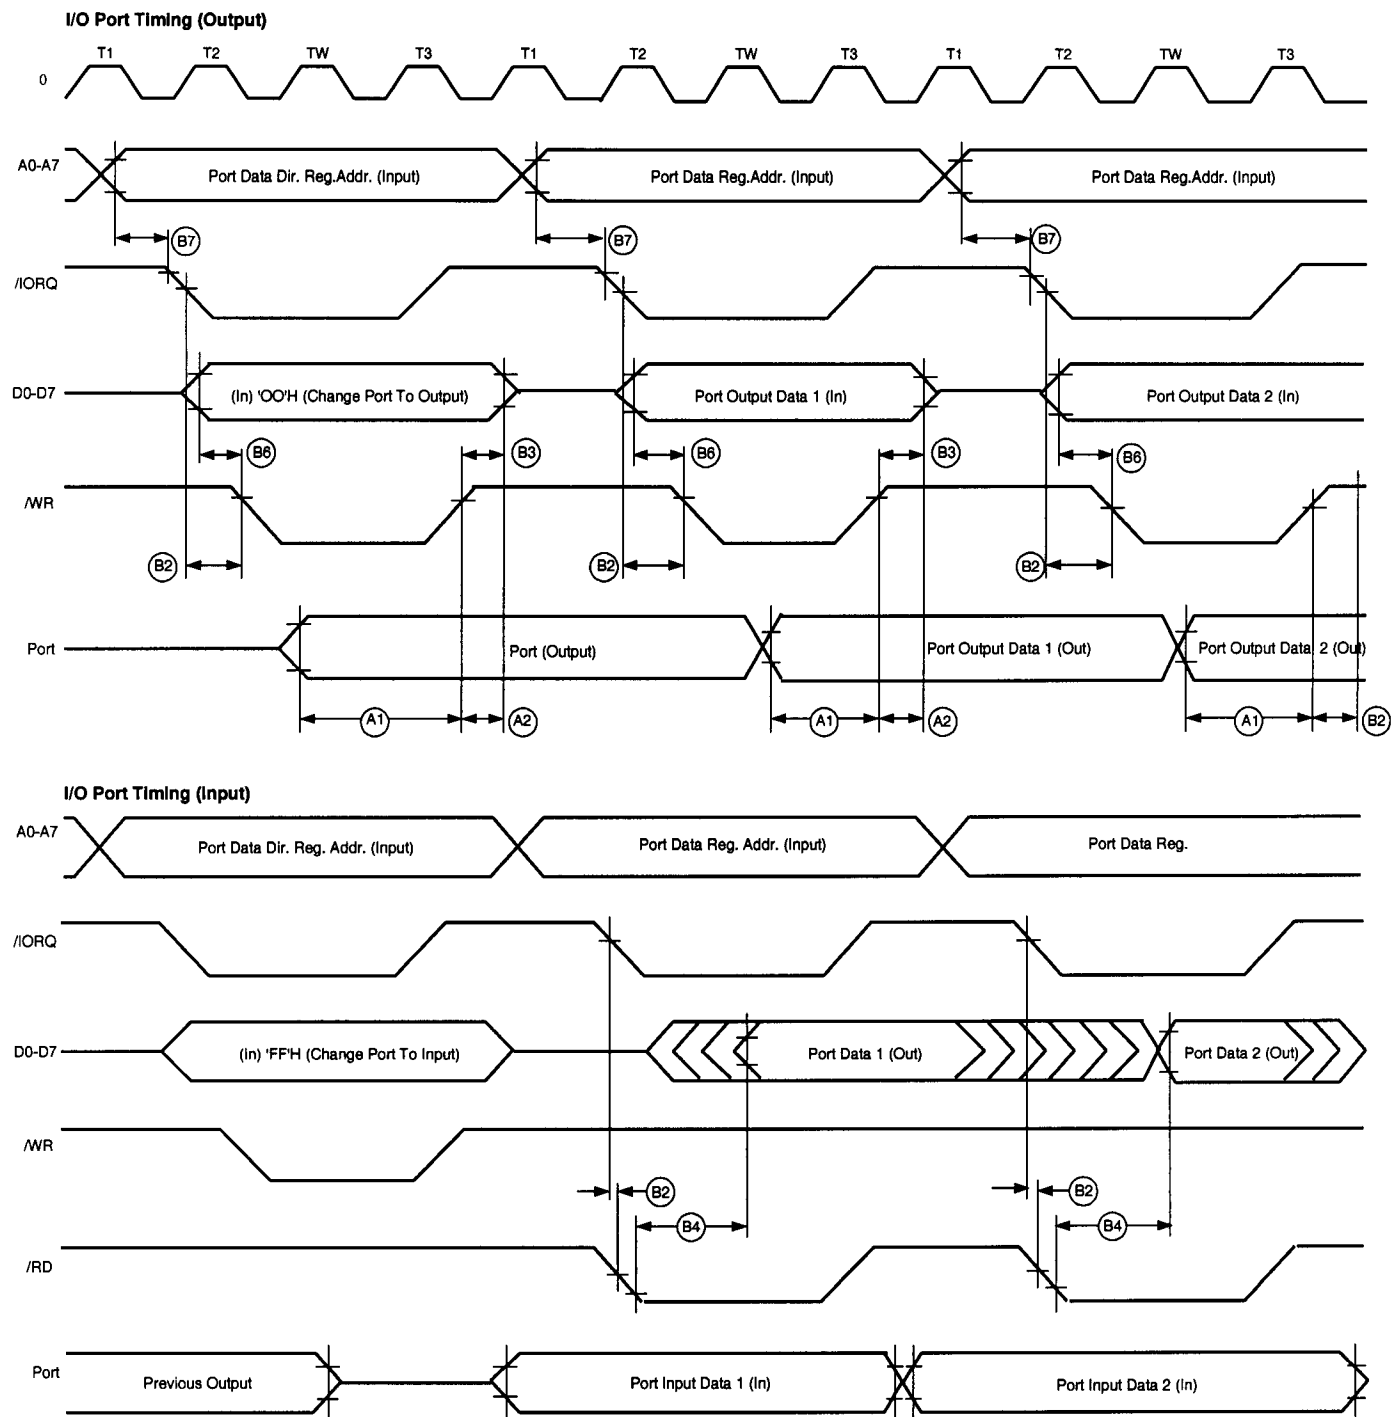 I/O Port Timing (Output)
T1 T2 TW T3 T1 T2 TW T3 T1 T2 TW T3
0
A0-A7 Port Data Dir. Reg.Addr. (Input) Port Data Reg.Addr. (Input) Port Data Reg.Addr. (Input)
B7 B7 B7
/IORQ
D0-D7 (In) 'OO'H (Change Port To Output) Port Output Data 1 (In) Port Output Data 2 (In)
B6 B3 B6 B3 B6
/WR
B2 B2 B2
Port Port (Output) Port Output Data 1 (Out) Port Output Data 2 (Out)
A1 A2 A1 A2 A1 B2
I/O Port Timing (Input)
A0-A7 Port Data Dir. Reg. Addr. (Input) Port Data Reg. Addr. (Input) Port Data Reg.
/IORQ
D0-D7 (In) 'FF'H (Change Port To Input) Port Data 1 (Out) Port Data 2 (Out)
/WR
B2 B2
B4 B4
/RD
Port Previous Output Port Input Data 1 (In) Port Input Data 2 (In)